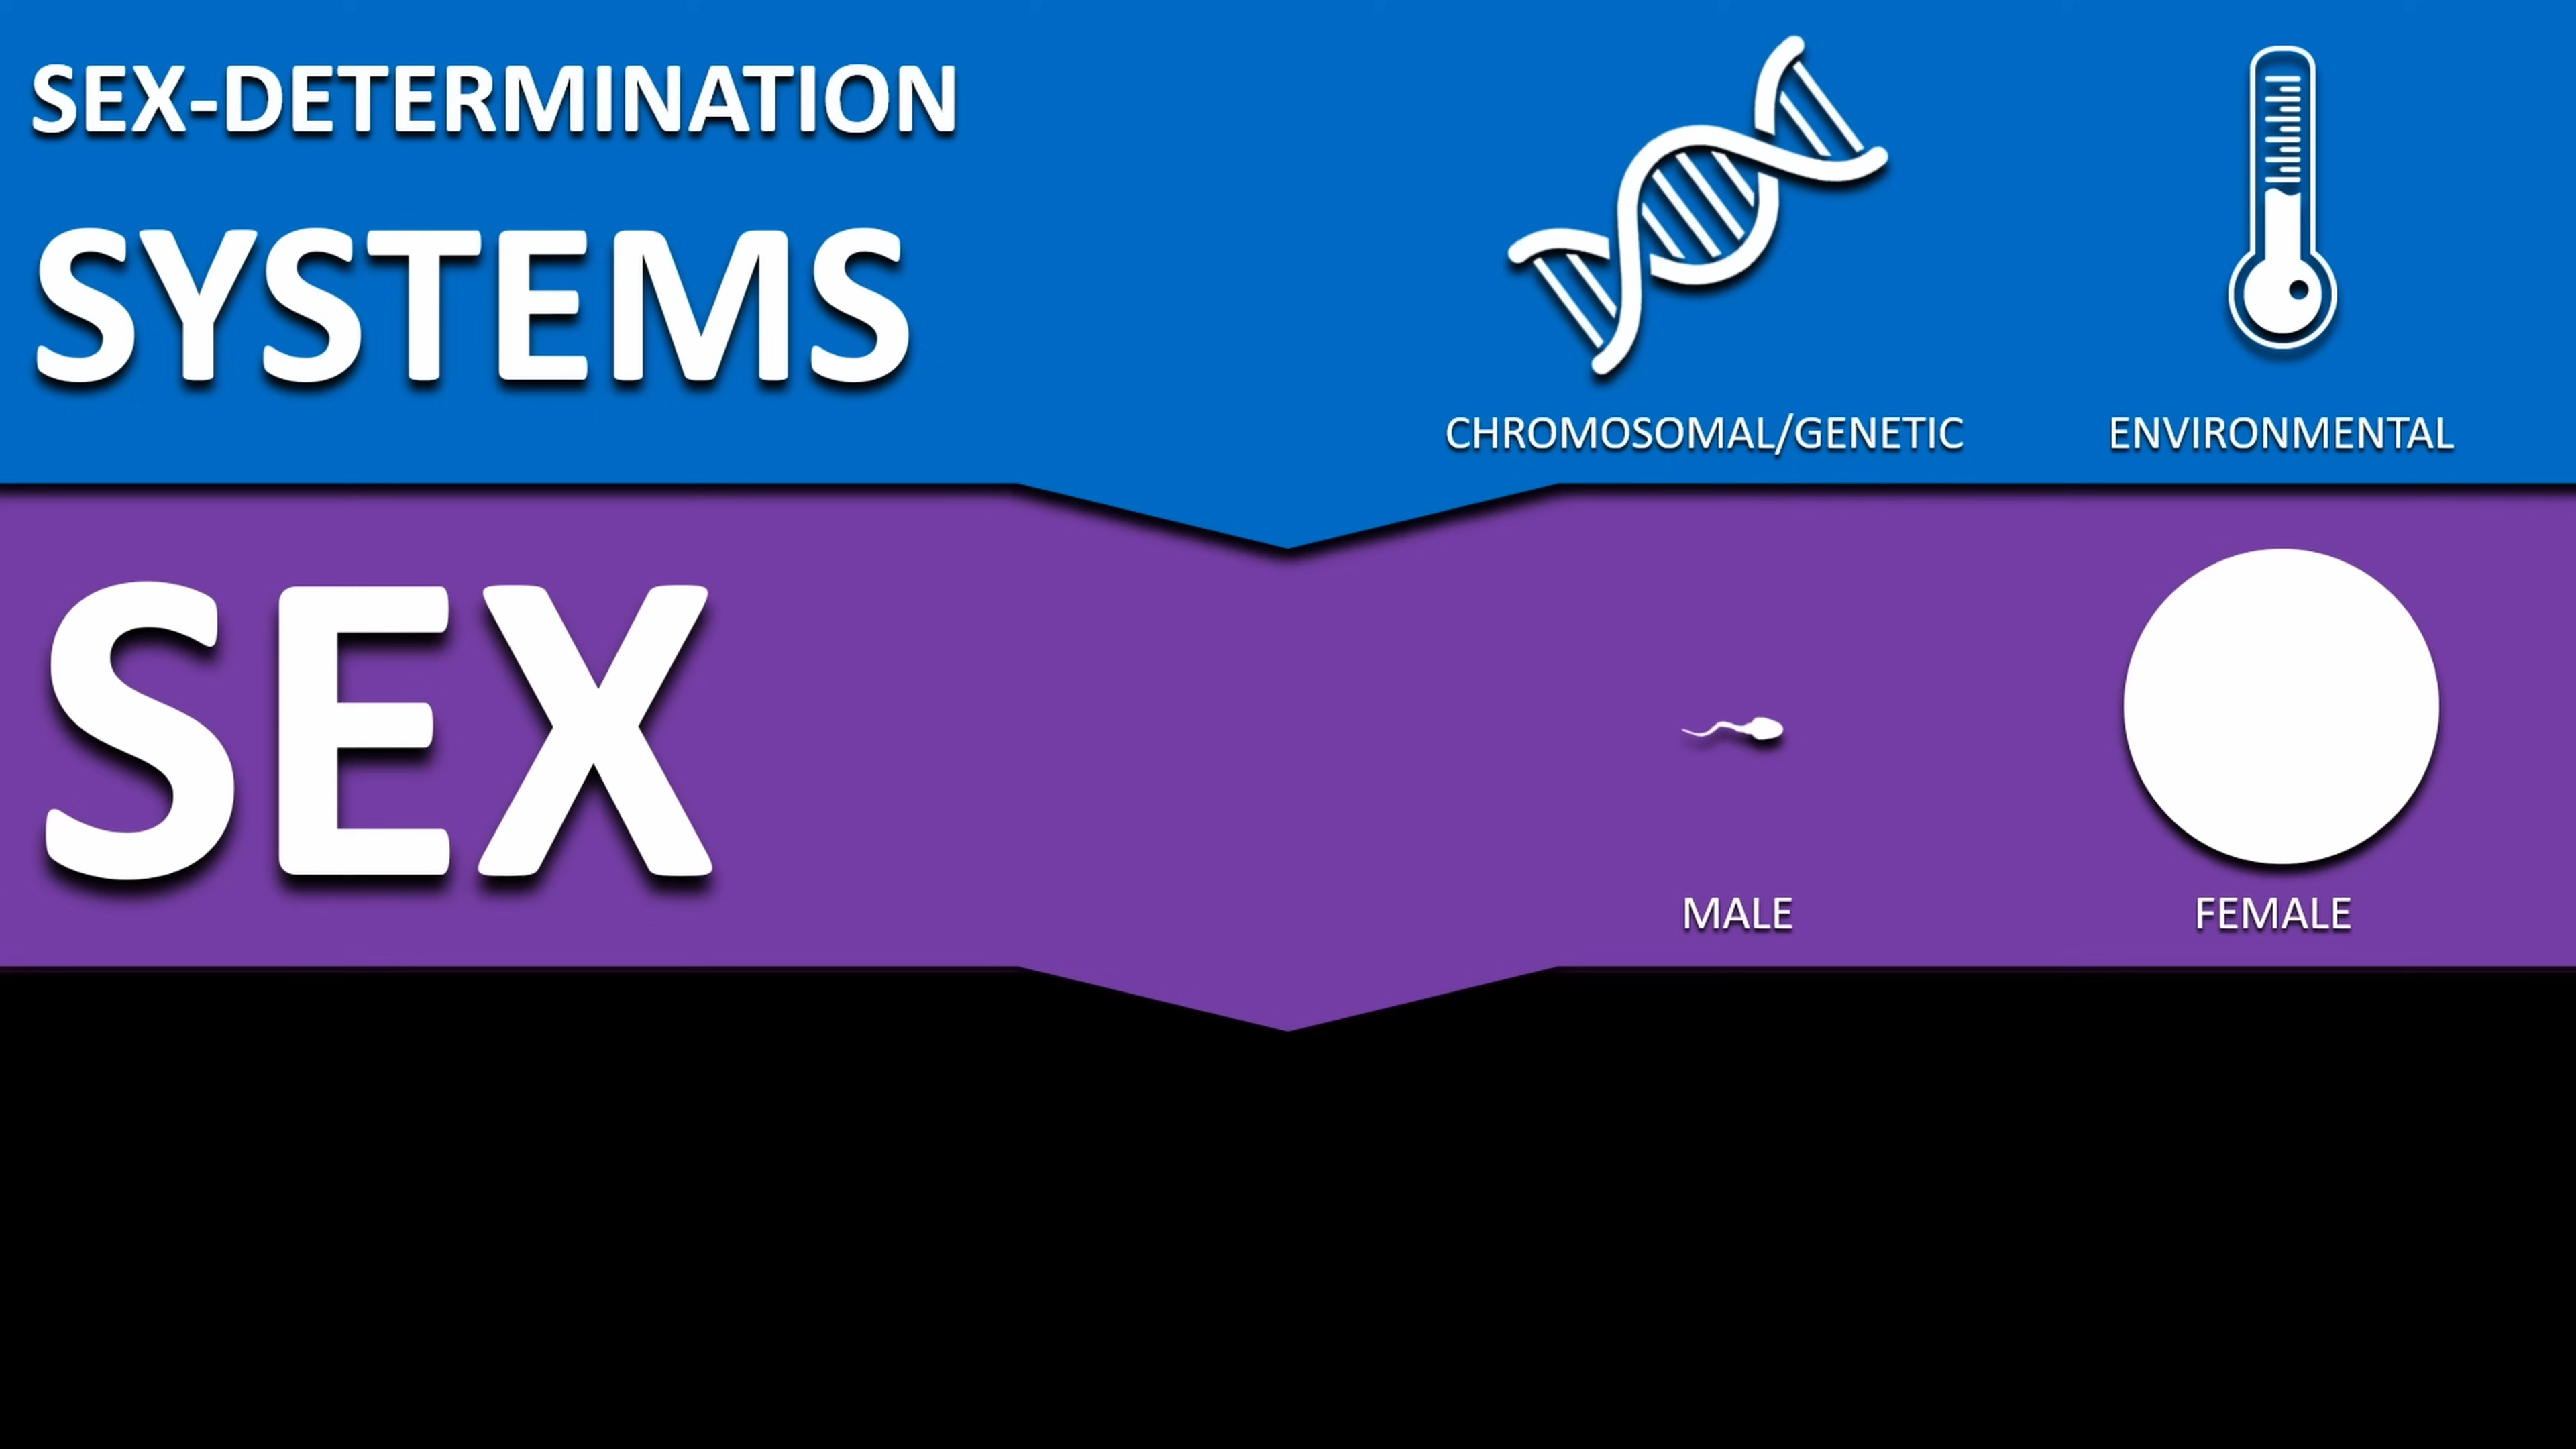 SEX-DETERMINATION
SYSTEMS
CHROMOSOMAL/GENETIC
ENVIRONMENTAL
SEX
MALE
FEMALE